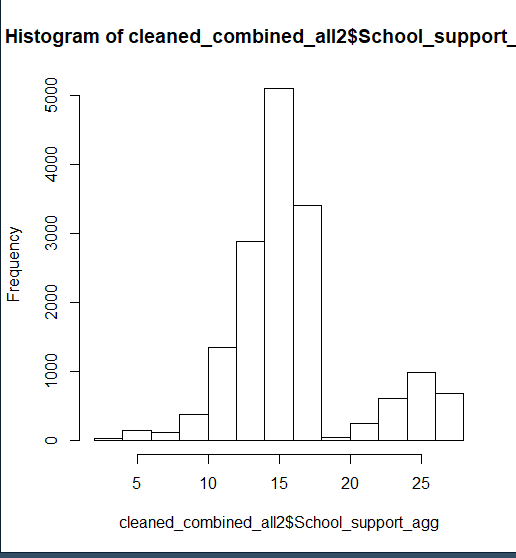 Histogram of cleaned_combined_all2$School_support_
5000
4000
3000
2000
1000
0
Frequency
5 10 15 20 25
cleaned_combined_all2$School_support_agg